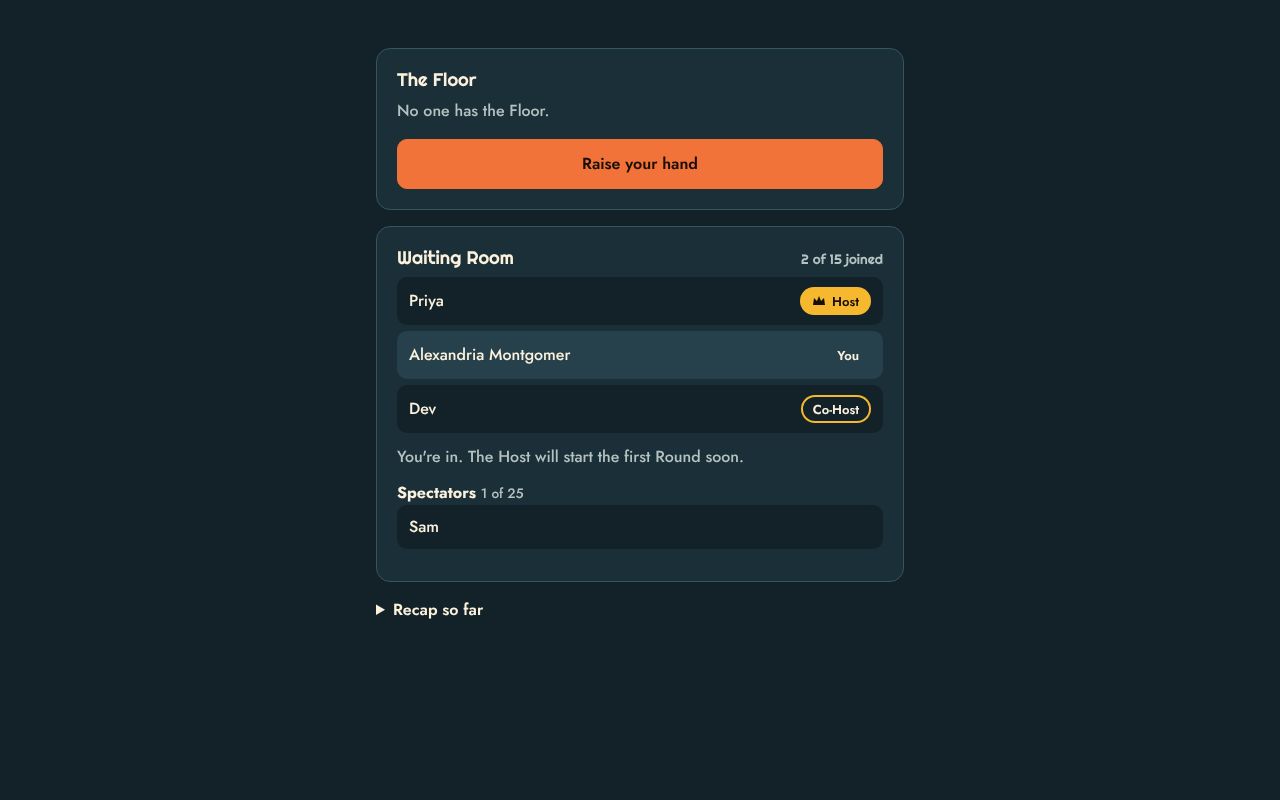 The Floor
No one has the Floor.
Raise your hand
Waiting Room 2 of 15 joined
Priya Host
Alexandria Montgomer You
Dev Co-Host
You're in. The Host will start the first Round soon.
Spectators 1 of 25
Sam
Recap so far